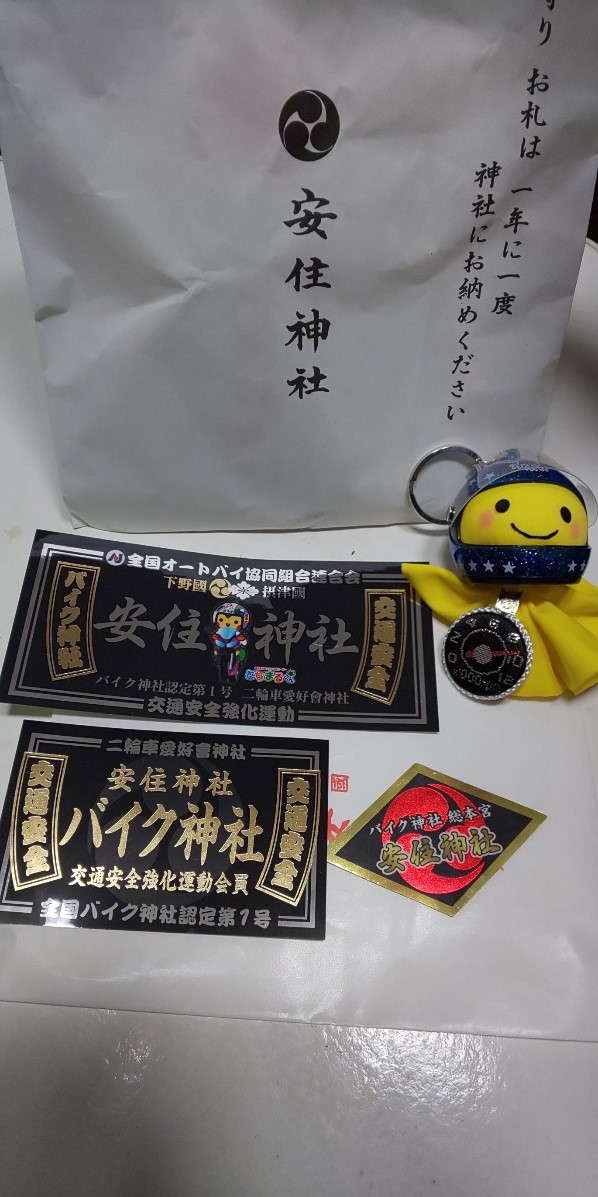 お札は 一年に一度
神社にお納めください
安住神社
全国オートバイ協同組合連合会
下野國 摂津國
バイク神社
安住神社
交通安全
なるまるくん
バイク神社認定第1号 二輪車愛好會神社
交通安全強化運動
二輪車愛好會神社
交通安全
安住神社
バイク神社
交通安全
交通安全強化運動会員
全国バイク神社認定第1号
バイク神社 総本宮
安住神社